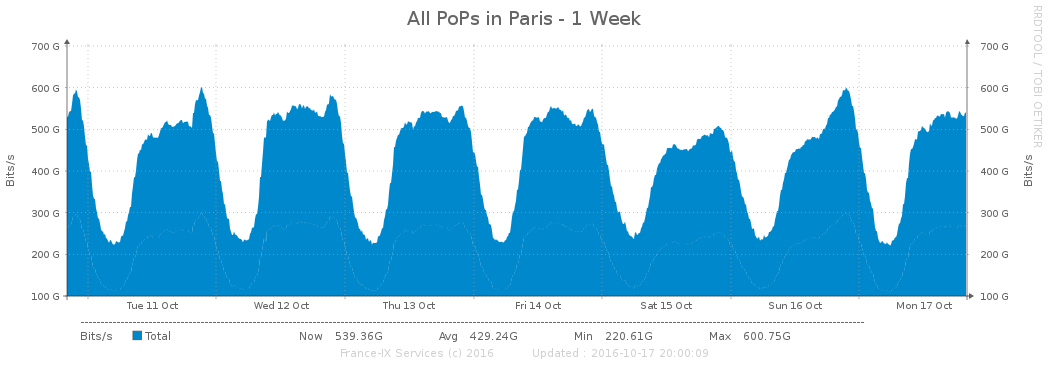 All PoPs in Paris - 1 Week
RRDTOOL / TOBI OETIKER
700 G 700 G
600 G 600 G
500 G 500 G
400 G 400 G
300 G 300 G
200 G 200 G
100 G 100 G
Bits/s Bits/s
Tue 11 Oct Wed 12 Oct Thu 13 Oct Fri 14 Oct Sat 15 Oct Sun 16 Oct Mon 17 Oct
Bits/s Total Now 539.36G Avg 429.24G Min 220.61G Max 600.75G
France-IX Services (c) 2016 Updated : 2016-10-17 20:00:09